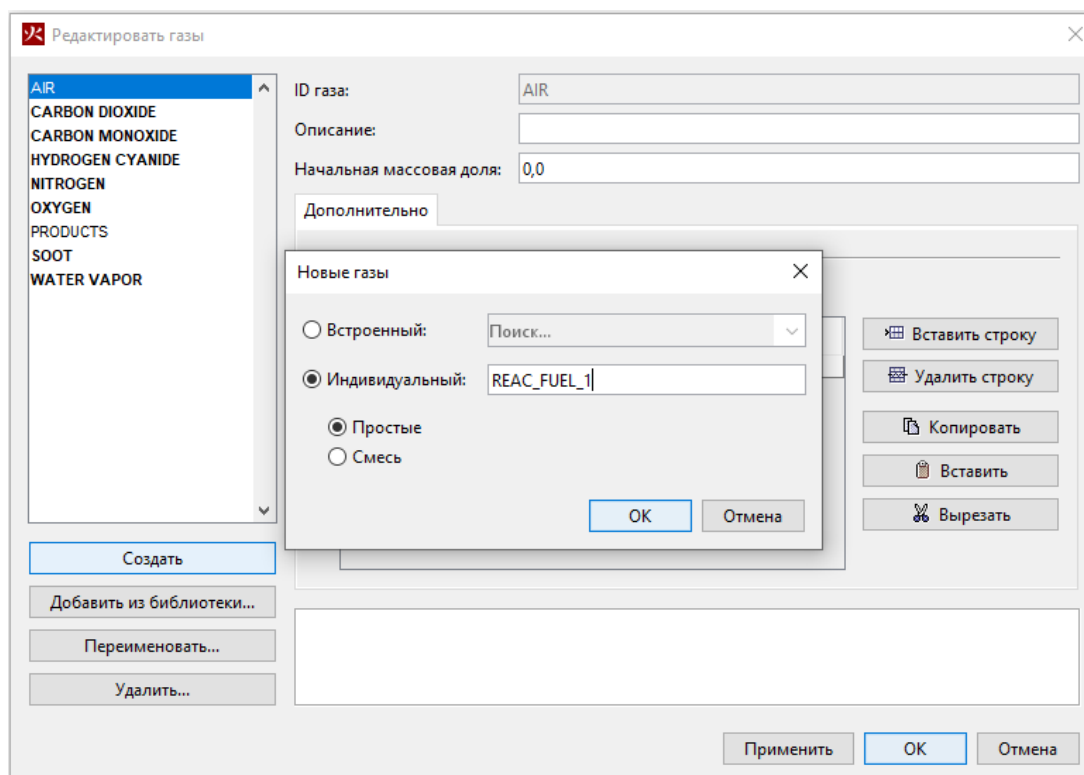 Редактировать газы
AIR
CARBON DIOXIDE
CARBON MONOXIDE
HYDROGEN CYANIDE
NITROGEN
OXYGEN
PRODUCTS
SOOT
WATER VAPOR
ID газа: AIR
Описание:
Начальная массовая доля: 0,0
Дополнительно
Новые газы
Встроенный: Поиск...
Индивидуальный: REAC_FUEL_1
Простые
Смесь
OK Отмена
Вставить строку
Удалить строку
Копировать
Вставить
Вырезать
Создать
Добавить из библиотеки...
Переименовать...
Удалить...
Применить OK Отмена